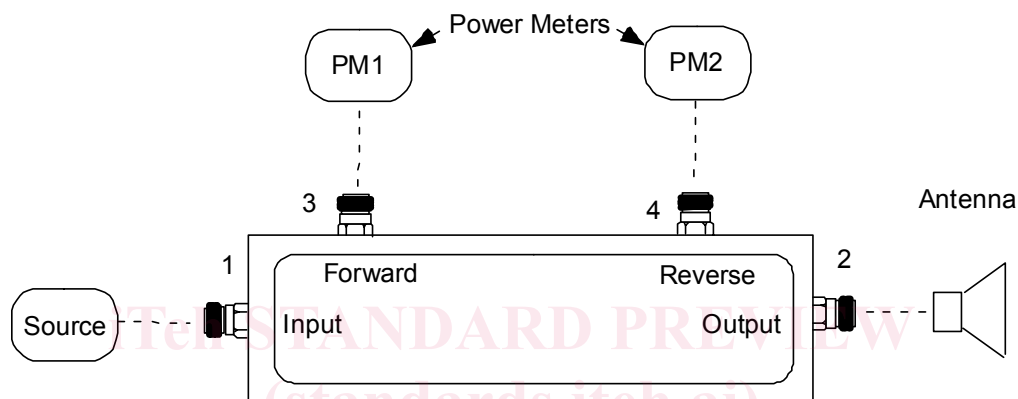 Power Meters
PM1
PM2
3
4
Antenna
1
2
Forward
Reverse
Source
Input
Output
iTeh STANDARD PREVIEW
(standards.iteh.ai)